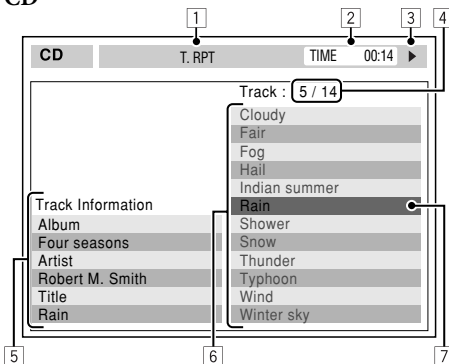 CD
1 2 3 4
CD T. RPT TIME 00:14
Track : 5 / 14
Cloudy
Fair
Fog
Hail
Indian summer
Rain
Shower
Snow
Thunder
Typhoon
Wind
Winter sky
Track Information
Album
Four seasons
Artist
Robert M. Smith
Title
Rain
5 6 7